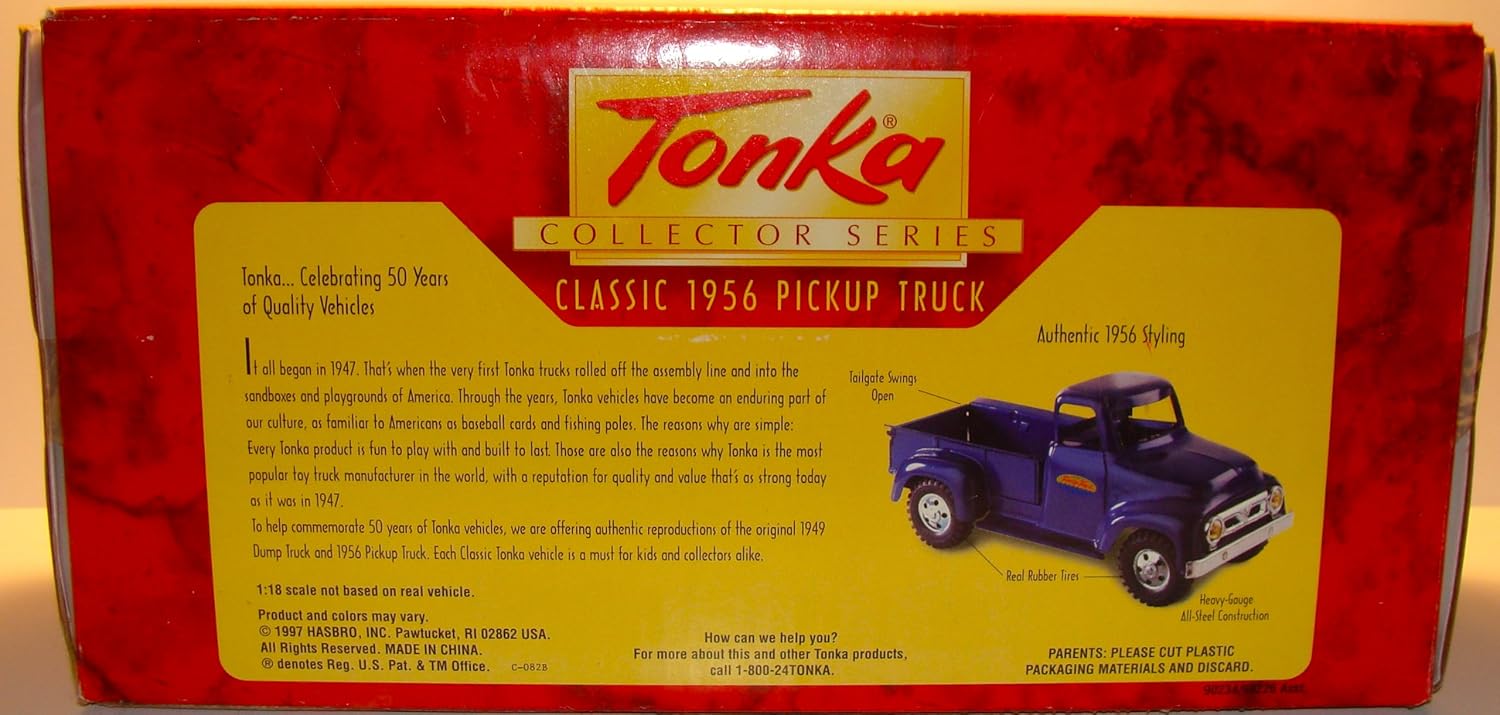 Tonka®
COLLECTOR SERIES
CLASSIC 1956 PICKUP TRUCK
Tonka... Celebrating 50 Years
of Quality Vehicles
It all began in 1947. That's when the very first Tonka trucks rolled off the assembly line and into the
sandboxes and playgrounds of America. Through the years, Tonka vehicles have become an enduring part of
our culture, as familiar to Americans as baseball cards and fishing poles. The reasons why are simple:
Every Tonka product is fun to play with and built to last. Those are also the reasons why Tonka is the most
popular toy truck manufacturer in the world, with a reputation for quality and value that's as strong today
as it was in 1947.
To help commemorate 50 years of Tonka vehicles, we are offering authentic reproductions of the original 1949
Dump Truck and 1956 Pickup Truck. Each Classic Tonka vehicle is a must for kids and collectors alike.
1:18 scale not based on real vehicle.
Product and colors may vary.
© 1997 HASBRO, INC. Pawtucket, RI 02862 USA.
All Rights Reserved. MADE IN CHINA.
® denotes Reg. U.S. Pat. & TM Office. C-082B
How can we help you?
For more about this and other Tonka products,
call 1-800-24TONKA.
Authentic 1956 Styling
Tailgate Swings
Open
Real Rubber Tires
Heavy-Gauge
All-Steel Construction
PARENTS: PLEASE CUT PLASTIC
PACKAGING MATERIALS AND DISCARD.
Asst.